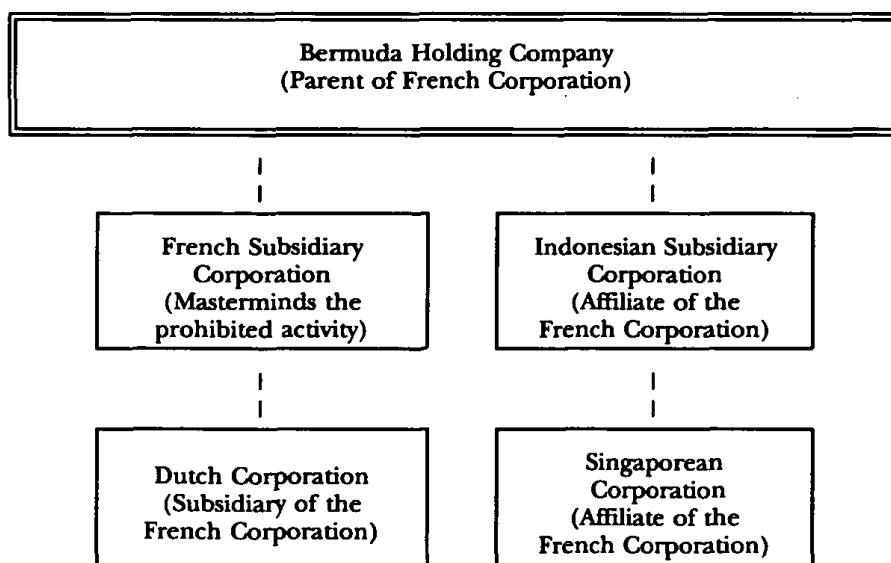 Bermuda Holding Company
(Parent of French Corporation)
French Subsidiary
Corporation
(Masterminds the
prohibited activity)
Indonesian Subsidiary
Corporation
(Affiliate of the
French Corporation)
Dutch Corporation
(Subsidiary of the
French Corporation)
Singaporean
Corporation
(Affiliate of the
French Corporation)